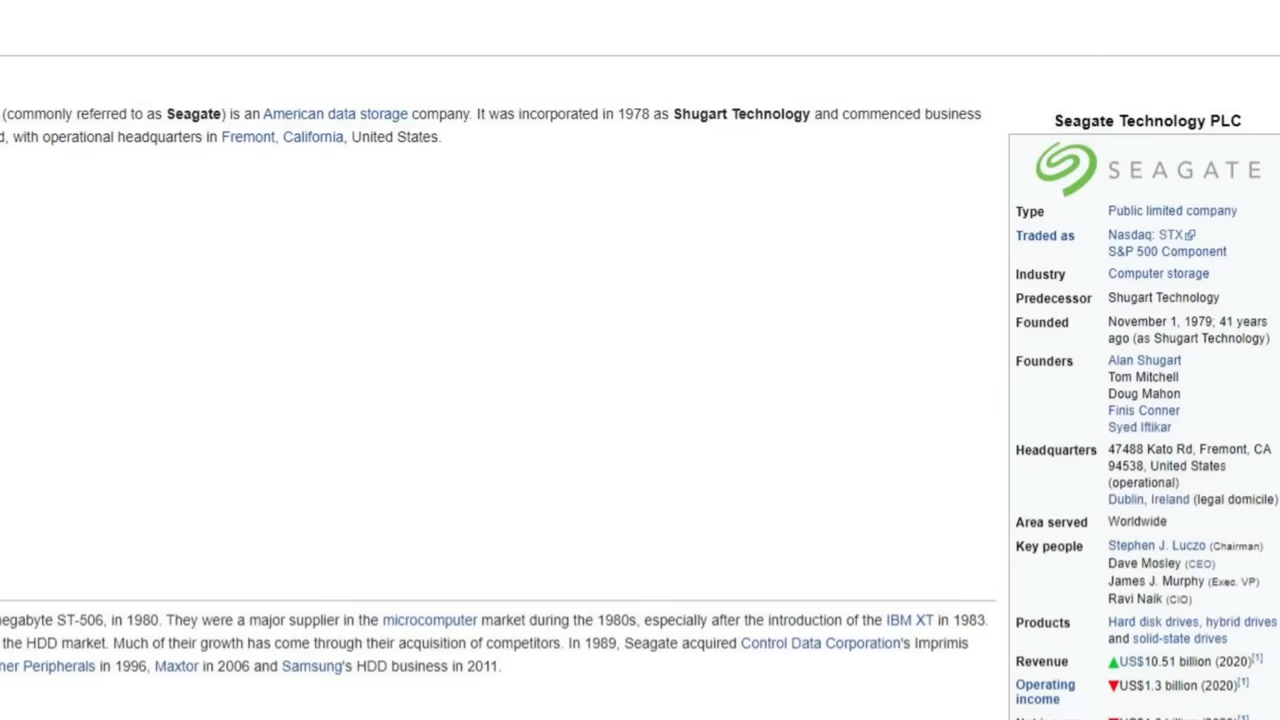 (commonly referred to as Seagate) is an American data storage company. It was incorporated in 1978 as Shugart Technology and commenced business
with operational headquarters in Fremont, California, United States.
Seagate Technology PLC
SEAGATE
Type Public limited company
Traded as Nasdaq: STX
S&P 500 Component
Industry Computer storage
Predecessor Shugart Technology
Founded November 1, 1979; 41 years
ago (as Shugart Technology)
Founders Alan Shugart
Tom Mitchell
Doug Mahon
Finis Conner
Syed Iftikar
Headquarters 47488 Kato Rd, Fremont, CA
94538, United States
(operational)
Dublin, Ireland (legal domicile)
Area served Worldwide
Key people Stephen J. Luczo (Chairman)
Dave Mosley (CEO)
James J. Murphy (Exec. VP)
Ravi Naik (CIO)
Products Hard disk drives, hybrid drives
and solid-state drives
Revenue ▲US$10.51 billion (2020)[1]
Operating ▼US$1.3 billion (2020)[1]
income
egabyte ST-506, in 1980. They were a major supplier in the microcomputer market during the 1980s, especially after the introduction of the IBM XT in 1983.
the HDD market. Much of their growth has come through their acquisition of competitors. In 1989, Seagate acquired Control Data Corporation's Imprimis
ner Peripherals in 1996, Maxtor in 2006 and Samsung's HDD business in 2011.